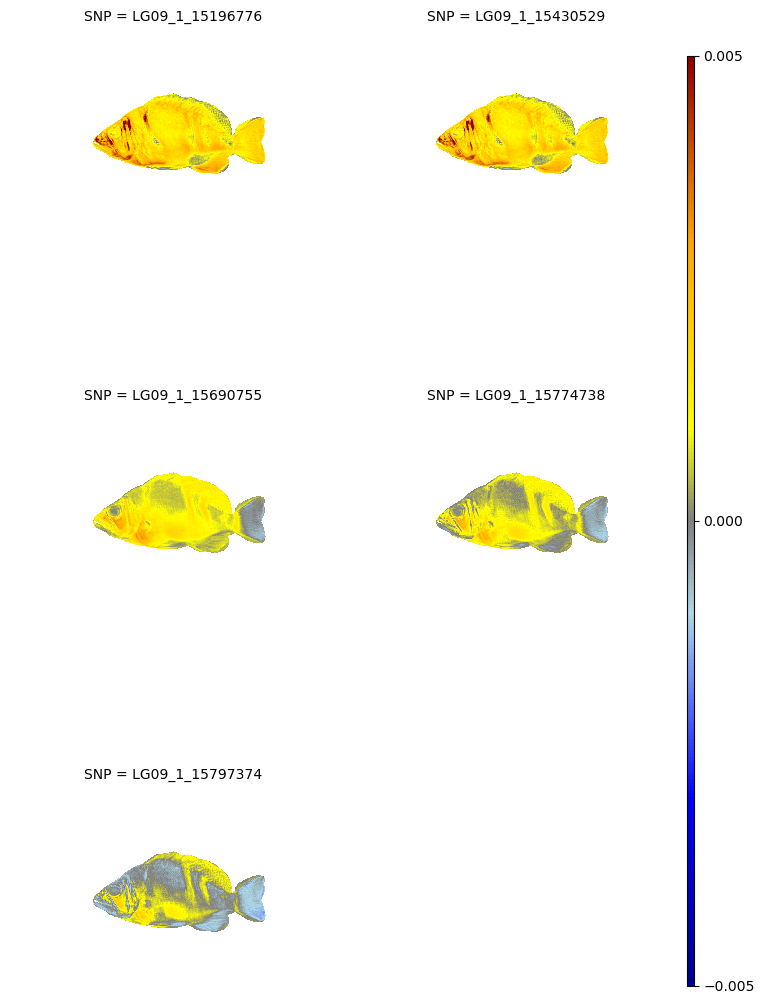 SNP = LG09_1_15196776
SNP = LG09_1_15430529
0.005
SNP = LG09_1_15690755
SNP = LG09_1_15774738
0.000
SNP = LG09_1_15797374
−0.005